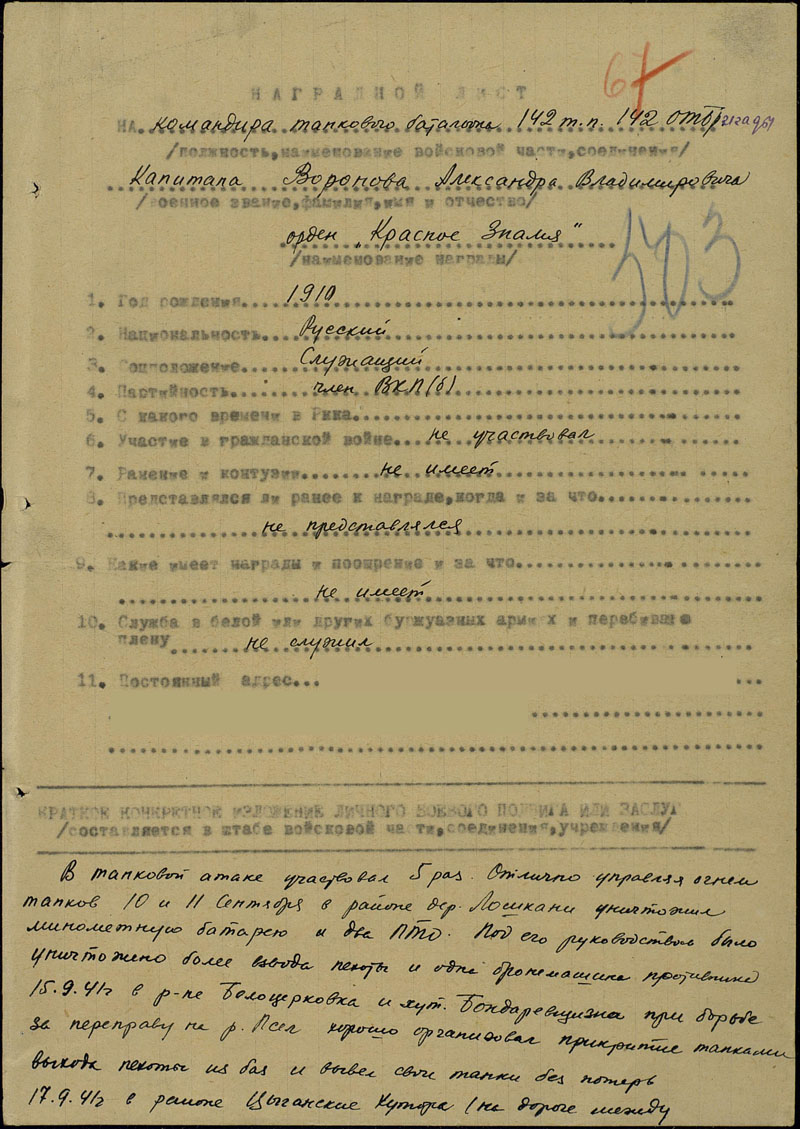 67
НАГРАДНОЙ ЛИСТ
НА командира танкового баталиона 142 т.п. 142 отбригады
/должность, наименование войсковой части, соединения/
Капитана Воронова Александра Владимировича
/военное звание, фамилия, имя и отчество/
орден „Красное Знамя"
/наименование награды/
503
1. Год рождения 1910
2. Национальность Русский
3. Соцположение Служащий
4. Партийность член ВКП(б)
5. С какого времени в Ркка
6. Участие в гражданской войне не участвовал
7. Ранение и контузии не имеет
8. Представлялся ли ранее к награде, когда и за что
не представлялся
9. Какие имеет награды и поощрение и за что
не имеет
10. Служба в белой или других буржуазных армиях и
плену не служил
11. Постоянный адрес
КРАТКОЕ КОНКРЕТНОЕ ИЗЛОЖЕНИЕ ЛИЧНОГО БОЕВОГО ПОДВИГА ИЛИ ЗАСЛУГ
/составляется в штабе войсковой части, соединения, учреждения/
В танковой атаке участвовал 5 раз. Отлично управляя огнем
танков 10 и 11 Сентября в районе дер. Лошкани уничтожил
минометную батарею и два ПТО. Под его руководством было
уничтожено более взвода пехоты и одна бронемашина противника
15.9.41г в р-не Белоцерковка и хут. Бондаревщизна при борьбе
за переправу на р. Псел хорошо организовал прикрытие танками
выхода пехоты из боя и вывел свои танки без потерь
17.9.41г в районе Цыганские Хутора (на дороге между